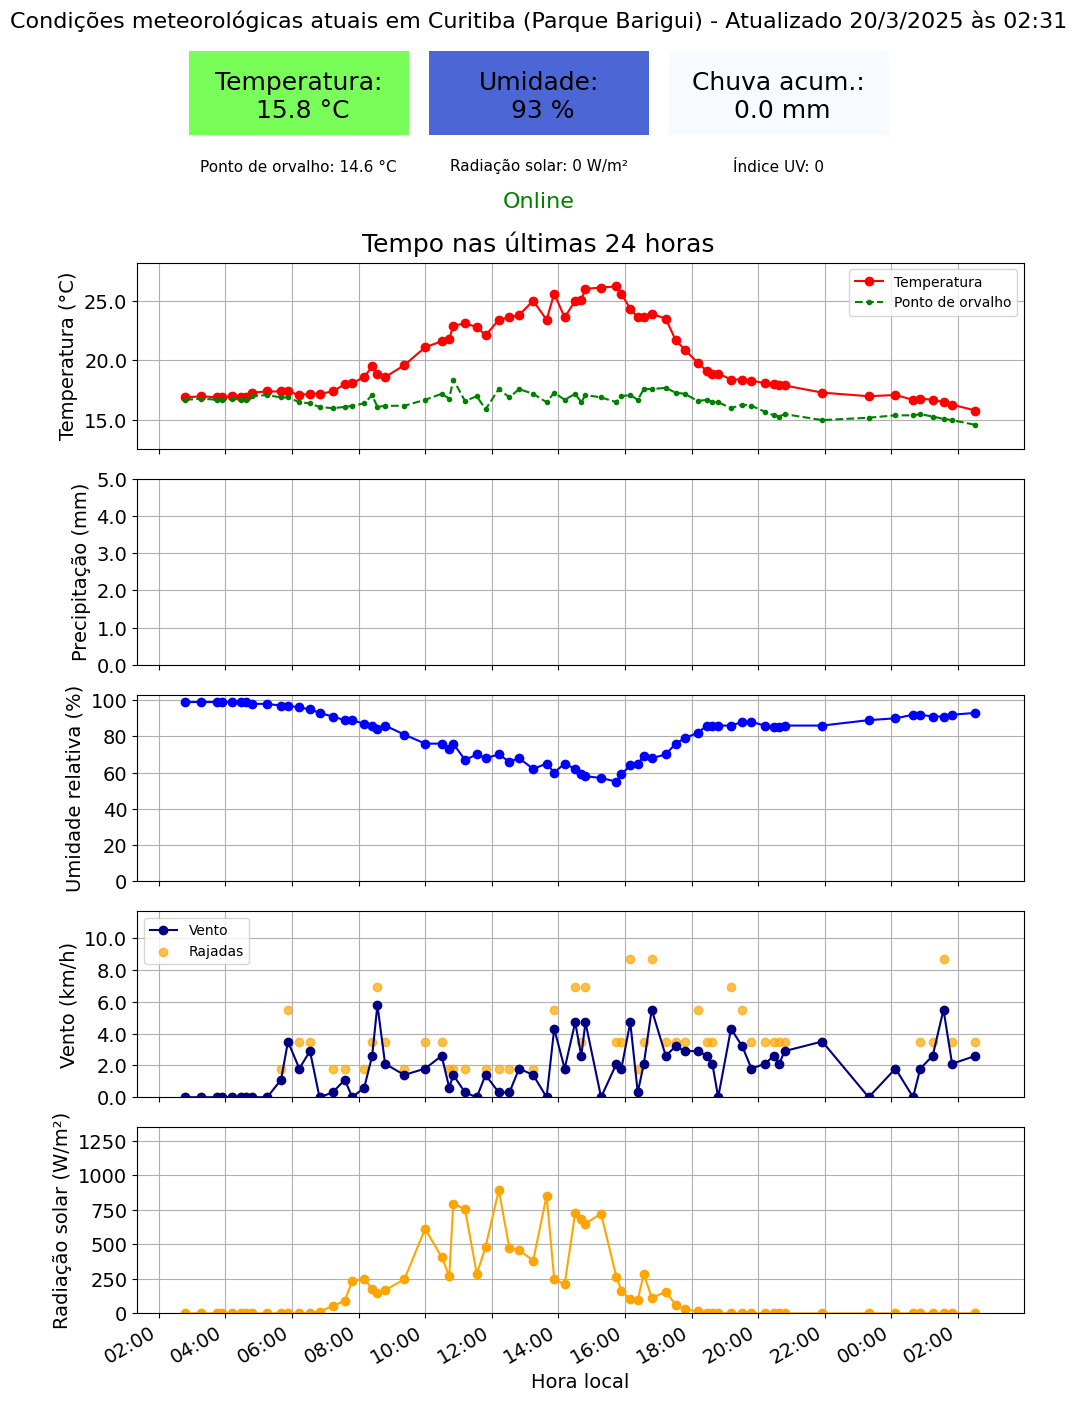 Condições meteorológicas atuais em Curitiba (Parque Barigui) - Atualizado 20/3/2025 às 02:31
Temperatura:
15.8 °C
Umidade:
93 %
Chuva acum.:
0.0 mm
Ponto de orvalho: 14.6 °C
Radiação solar: 0 W/m²
Índice UV: 0
Online
Tempo nas últimas 24 horas
Temperatura (°C)
25.0
20.0
15.0
Temperatura
Ponto de orvalho
Precipitação (mm)
5.0
4.0
3.0
2.0
1.0
0.0
Umidade relativa (%)
100
80
60
40
20
0
Vento (km/h)
10.0
8.0
6.0
4.0
2.0
0.0
Vento
Rajadas
Radiação solar (W/m²)
1250
1000
750
500
250
0
02:00
04:00
06:00
08:00
10:00
12:00
14:00
16:00
18:00
20:00
22:00
00:00
02:00
Hora local